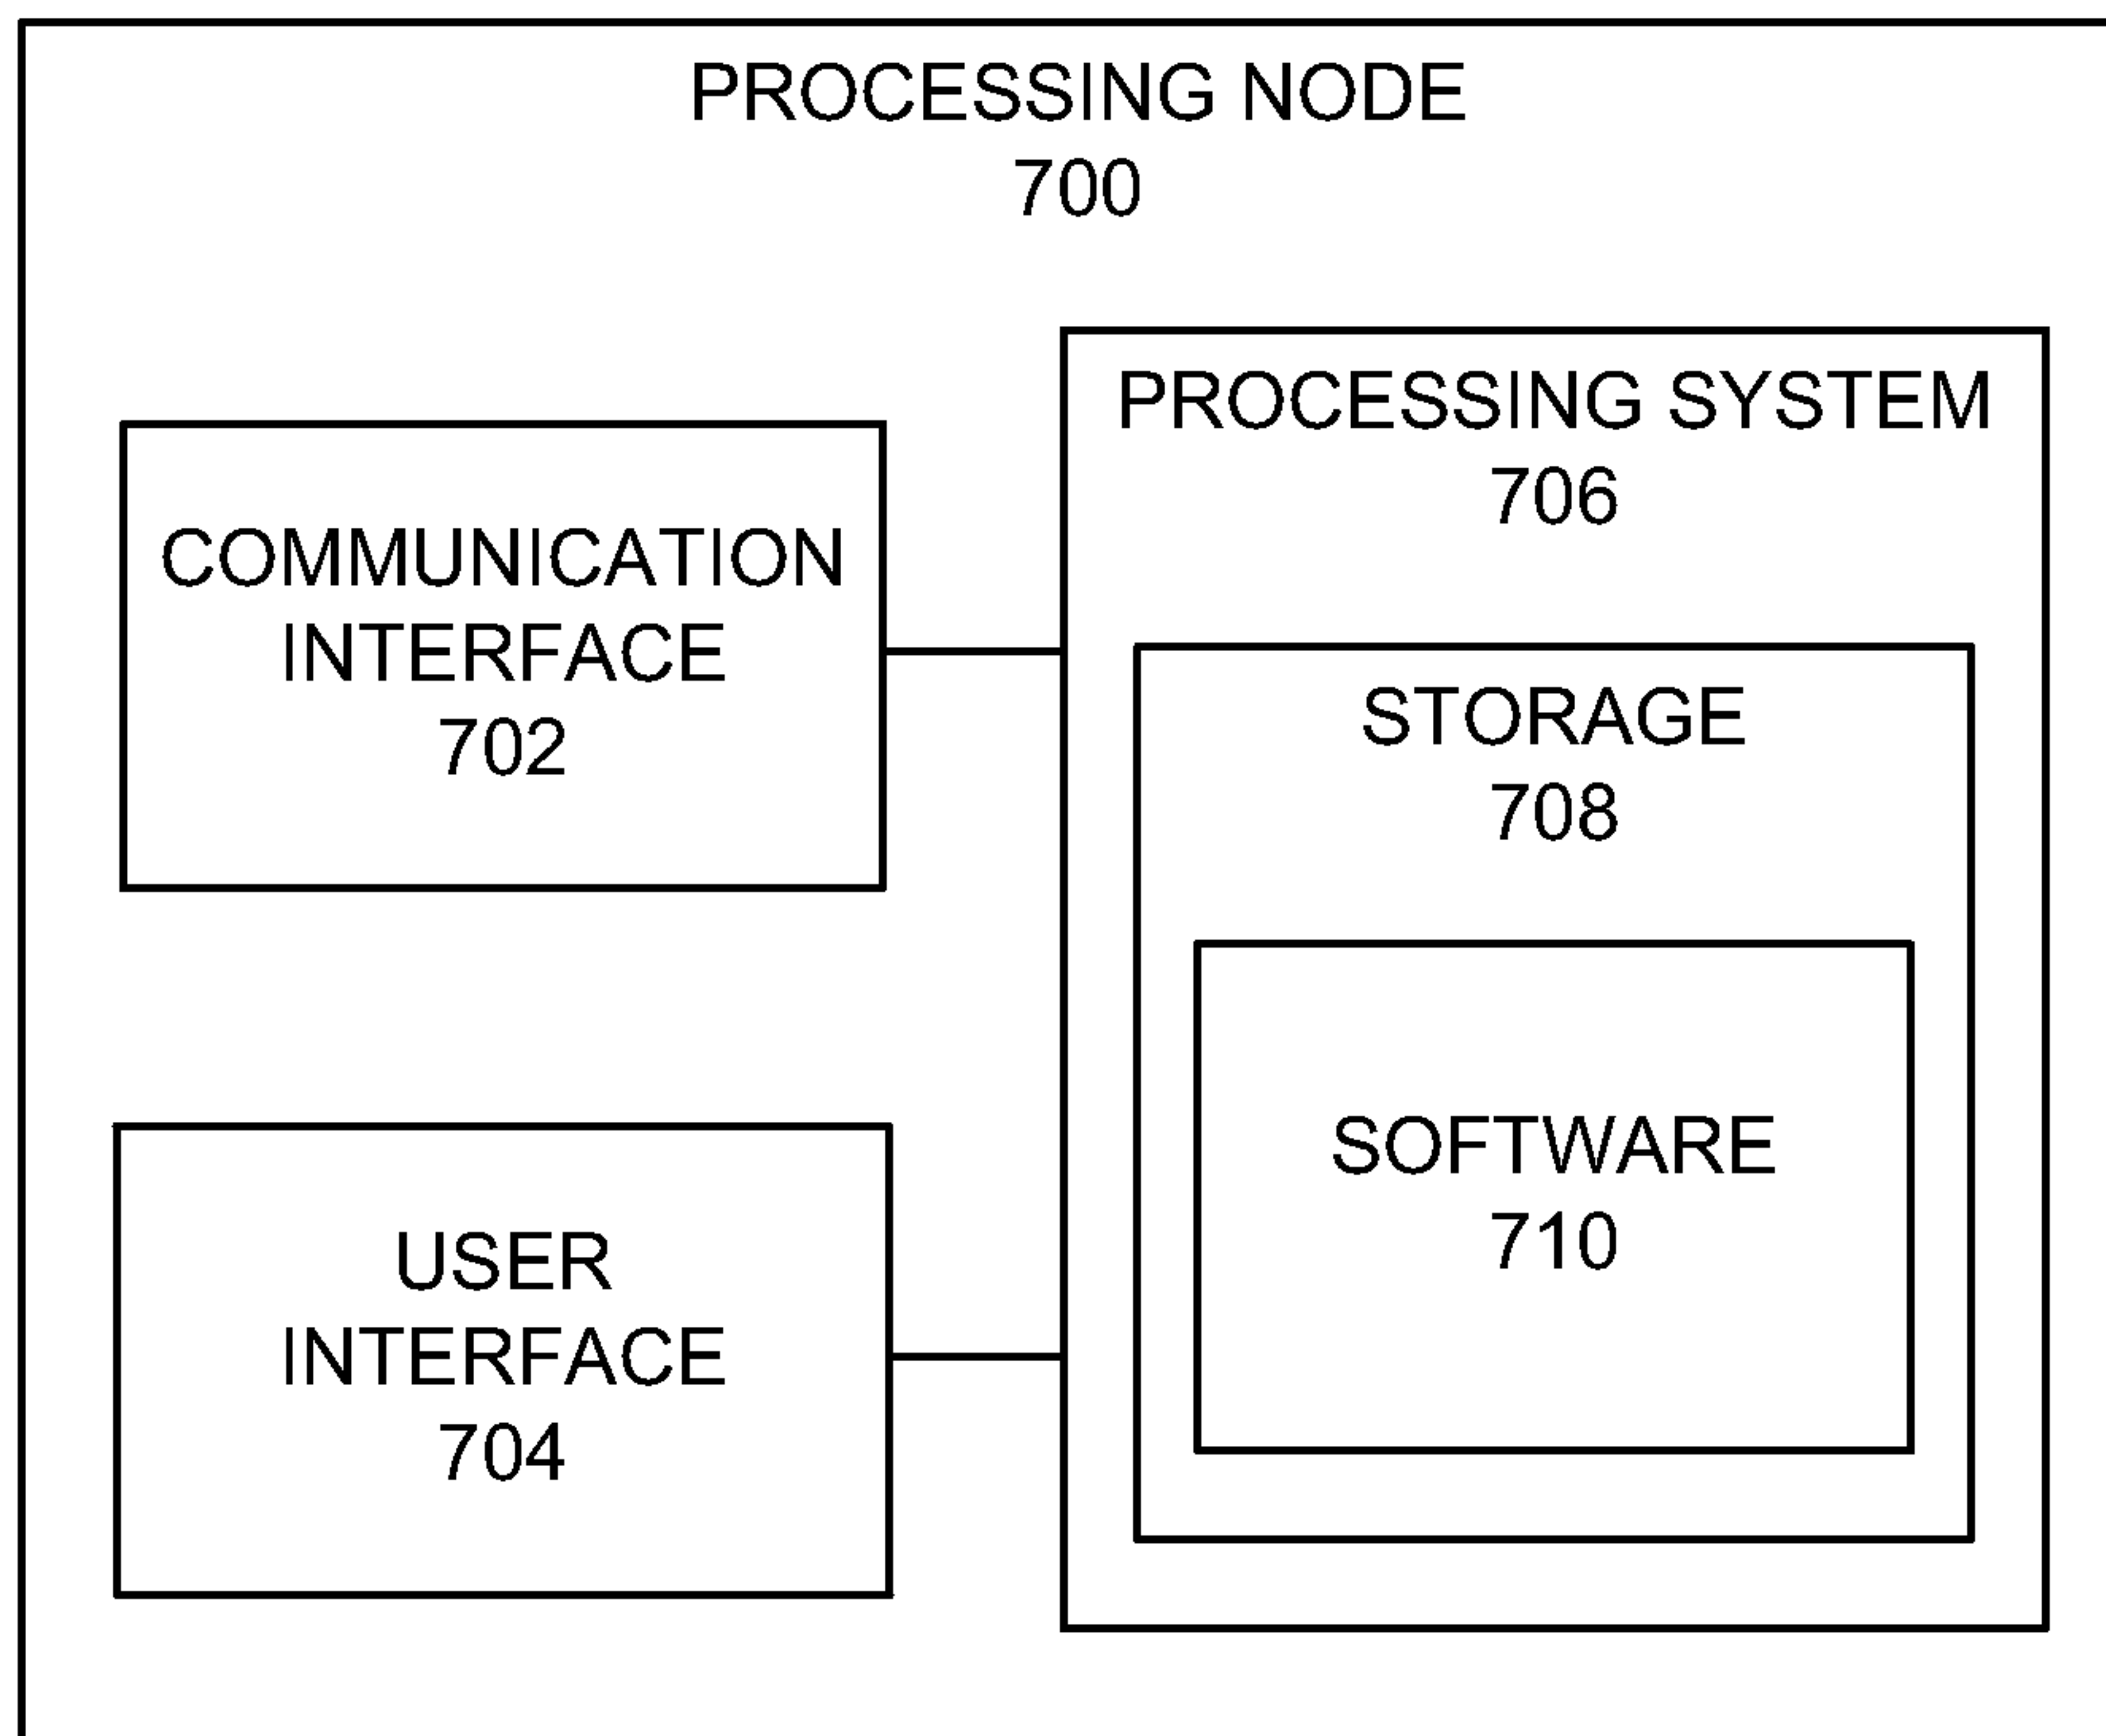 PROCESSING NODE
700
COMMUNICATION
INTERFACE
702
USER
INTERFACE
704
PROCESSING SYSTEM
706
STORAGE
708
SOFTWARE
710